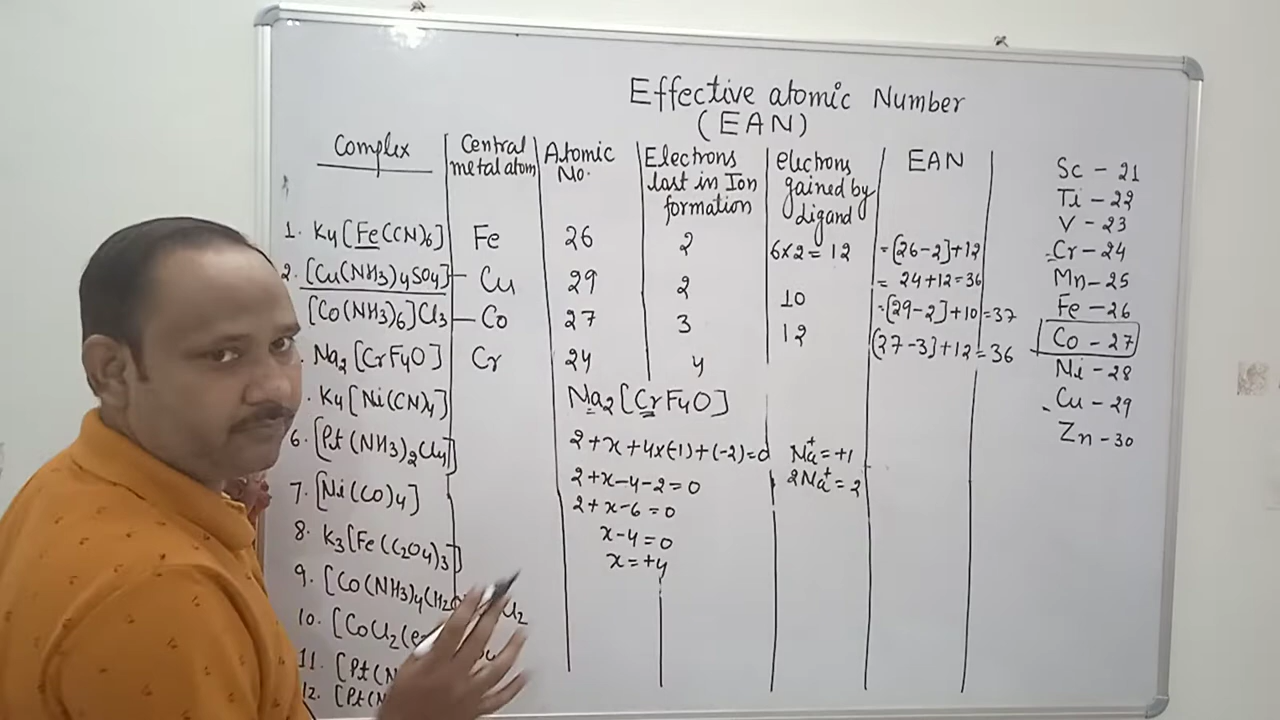 Effective atomic Number
(EAN)
Complex
Central metal atom
Atomic No.
Electrons lost in Ion formation
electrons gained by ligand
EAN
1. K4[Fe(CN)6] Fe 26 2 6x2=12 =[26-2]+12
= 24+12=36
2. [Cu(NH3)4SO4] — Cu 29 2 10 =[29-2]+10=37
[Co(NH3)6]Cl3 — Co 27 3 12 (27-3]+12=36
. Na2[CrF4O] Cr 24 4
. K4[Ni(CN)4]
6. [Pt(NH3)2Cl4]
7. [Ni(CO)4]
8. K3[Fe(C2O4)3]
9. [Co(NH3)4(H2O
10. [CoCl2(e
11. [Pt(N
12. [Pt(N
Na2[CrF4O]
2+x+4x(-1)+(-2)=0
2+x-4-2=0
2+x-6=0
x-4=0
x=+4
Na+=+1
2Na+=2
Sc - 21
Ti - 22
V - 23
Cr - 24
Mn - 25
Fe - 26
Co - 27
Ni - 28
Cu - 29
Zn - 30